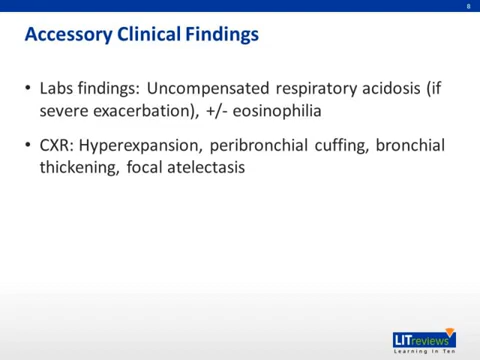 8
Accessory Clinical Findings
• Labs findings: Uncompensated respiratory acidosis (if
severe exacerbation), +/- eosinophilia
• CXR: Hyperexpansion, peribronchial cuffing, bronchial
thickening, focal atelectasis
LITreviews
Learning in Ten